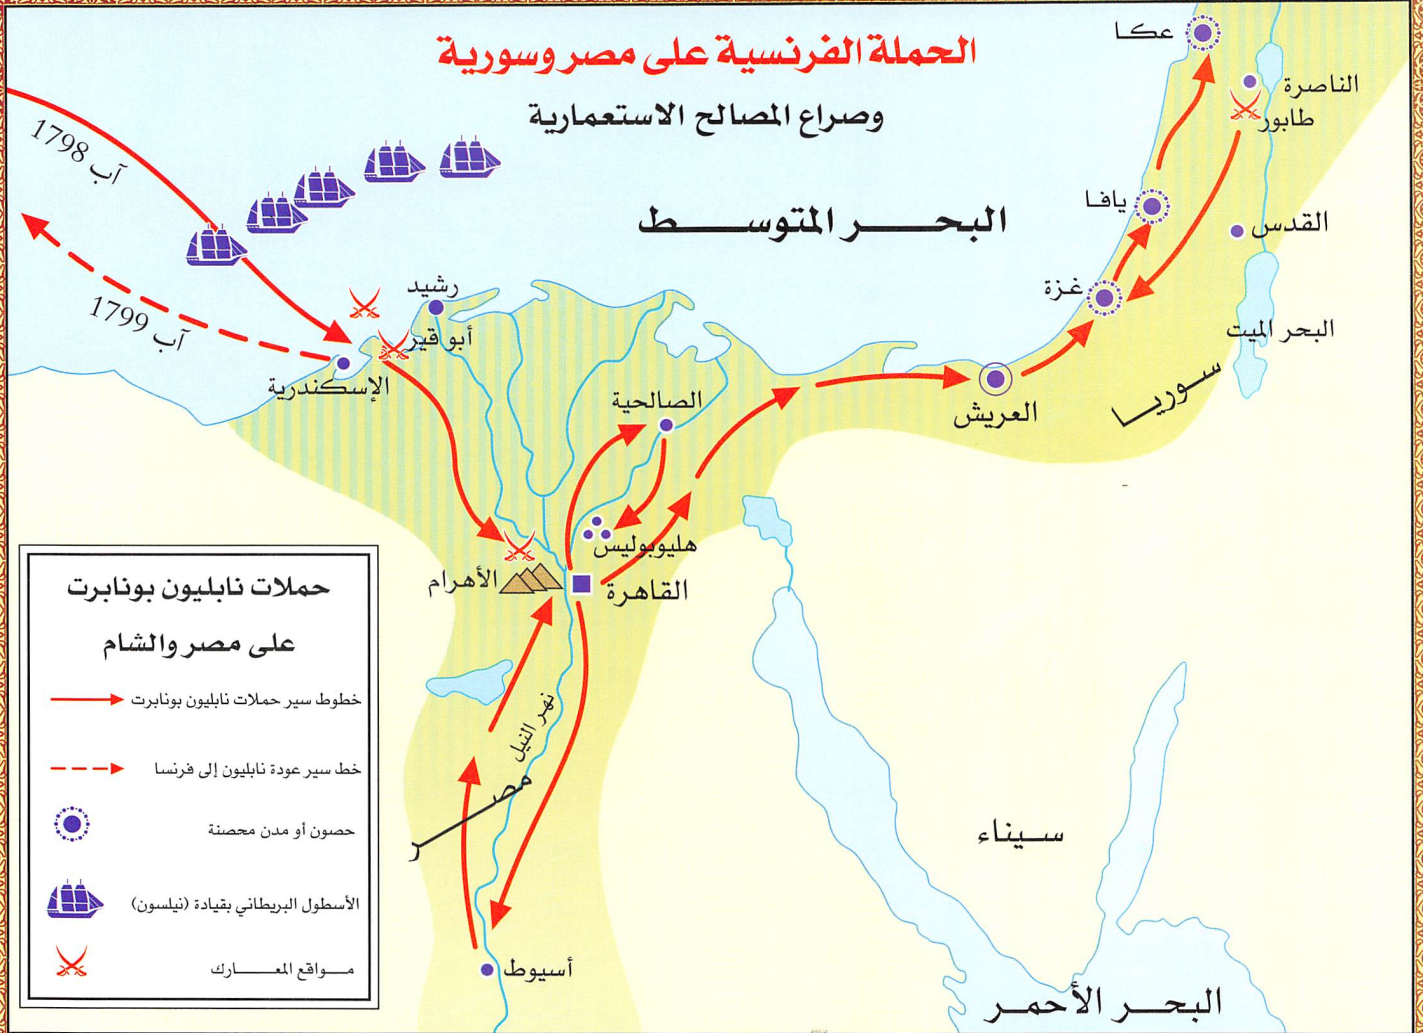 الحملة الفرنسية على مصر وسورية
وصراع المصالح الاستعمارية
عكا
الناصرة
طابور
آب 1798
يافا
القدس
البحر المتوسط
غزة
رشيد
آب 1799
أبو قير
البحر الميت
الإسكندرية
الصالحية
العريش
سوريا
هليوبوليس
الأهرام
القاهرة
نهر النيل
مصر
سيناء
أسيوط
البحر الأحمر
حملات نابليون بونابرت
على مصر والشام
خطوط سير حملات نابليون بونابرت
خط سير عودة نابليون إلى فرنسا
حصون أو مدن محصنة
الأسطول البريطاني بقيادة (نيلسون)
مواقع المعارك